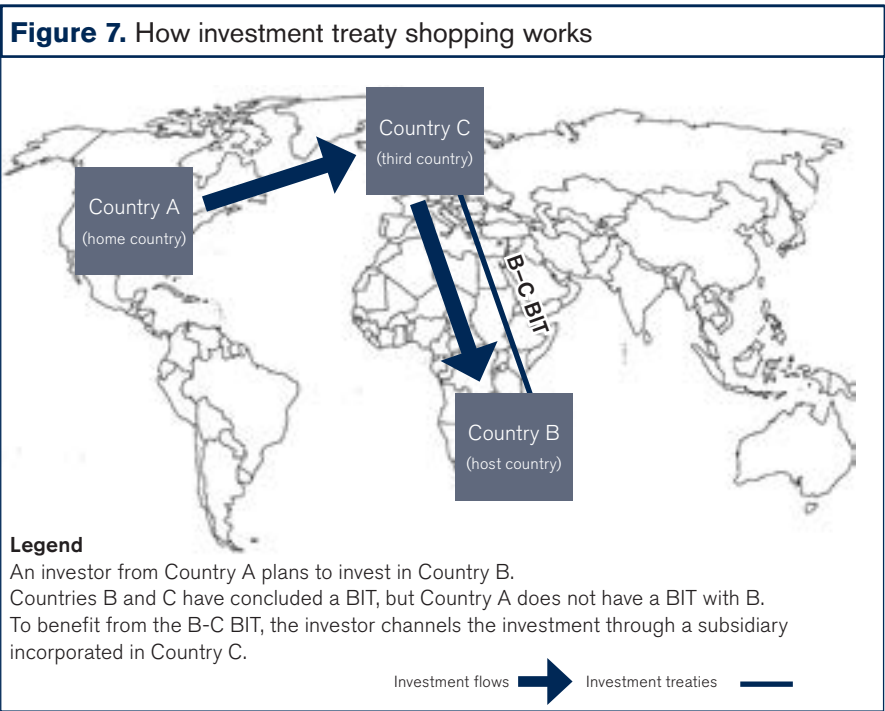 Figure 7. How investment treaty shopping works
Country C
(third country)
Country A
(home country)
B–C BIT
Country B
(host country)
Legend
An investor from Country A plans to invest in Country B.
Countries B and C have concluded a BIT, but Country A does not have a BIT with B.
To benefit from the B-C BIT, the investor channels the investment through a subsidiary
incorporated in Country C.
Investment flows
Investment treaties